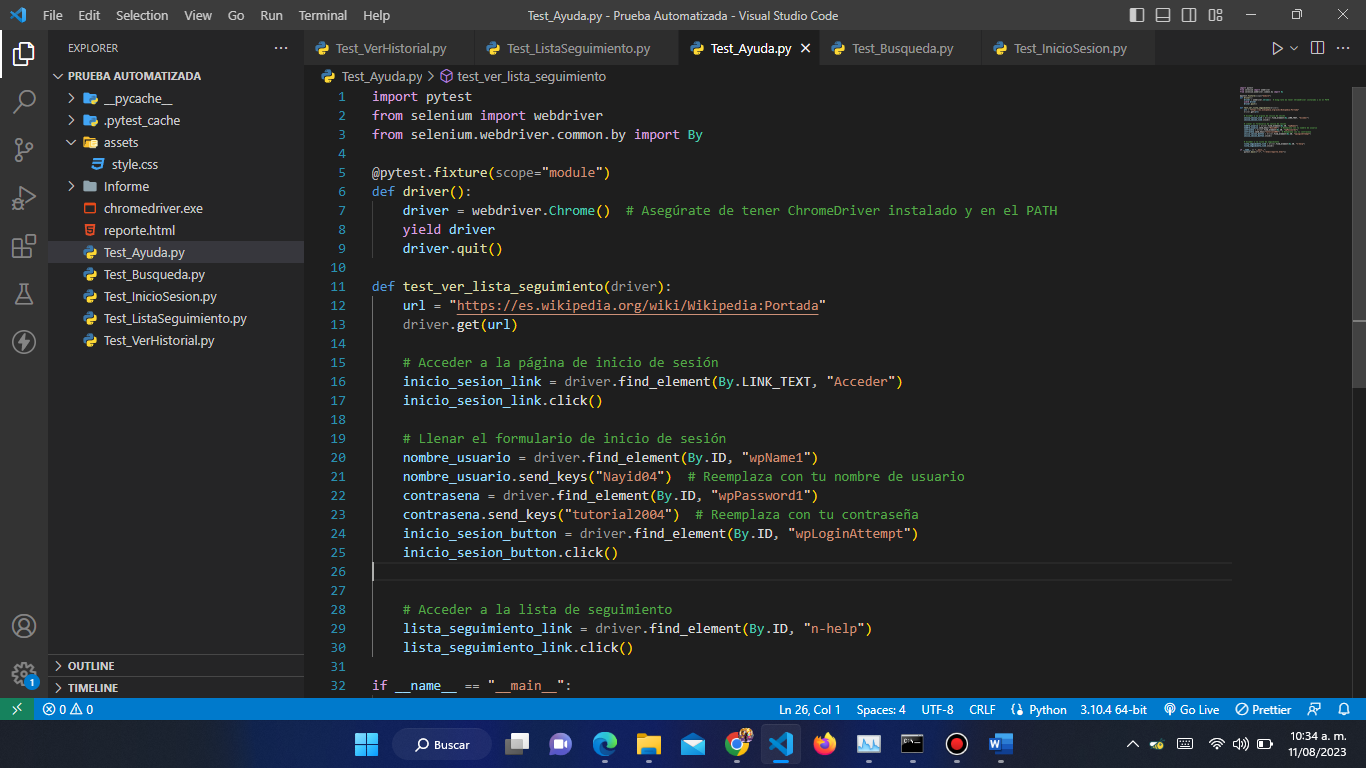 File Edit Selection View Go Run Terminal Help
Test_Ayuda.py - Prueba Automatizada - Visual Studio Code
EXPLORER
PRUEBA AUTOMATIZADA
__pycache__
.pytest_cache
assets
style.css
Informe
chromedriver.exe
reporte.html
Test_Ayuda.py
Test_Busqueda.py
Test_InicioSesion.py
Test_ListaSeguimiento.py
Test_VerHistorial.py
OUTLINE
TIMELINE
1
Test_VerHistorial.py Test_ListaSeguimiento.py Test_Ayuda.py Test_Busqueda.py Test_InicioSesion.py
Test_Ayuda.py > test_ver_lista_seguimiento
1 import pytest
2 from selenium import webdriver
3 from selenium.webdriver.common.by import By
4
5 @pytest.fixture(scope="module")
6 def driver():
7 driver = webdriver.Chrome()  # Asegúrate de tener ChromeDriver instalado y en el PATH
8 yield driver
9 driver.quit()
10
11 def test_ver_lista_seguimiento(driver):
12 url = "https://es.wikipedia.org/wiki/Wikipedia:Portada"
13 driver.get(url)
14
15 # Acceder a la página de inicio de sesión
16 inicio_sesion_link = driver.find_element(By.LINK_TEXT, "Acceder")
17 inicio_sesion_link.click()
18
19 # Llenar el formulario de inicio de sesión
20 nombre_usuario = driver.find_element(By.ID, "wpName1")
21 nombre_usuario.send_keys("Nayid04")  # Reemplaza con tu nombre de usuario
22 contrasena = driver.find_element(By.ID, "wpPassword1")
23 contrasena.send_keys("tutorial2004")  # Reemplaza con tu contraseña
24 inicio_sesion_button = driver.find_element(By.ID, "wpLoginAttempt")
25 inicio_sesion_button.click()
26
27
28 # Acceder a la lista de seguimiento
29 lista_seguimiento_link = driver.find_element(By.ID, "n-help")
30 lista_seguimiento_link.click()
31
32 if __name__ == "__main__":
0 0 Ln 26, Col 1 Spaces: 4 UTF-8 CRLF Python 3.10.4 64-bit Go Live Prettier
Buscar
10:34 a. m.
11/08/2023